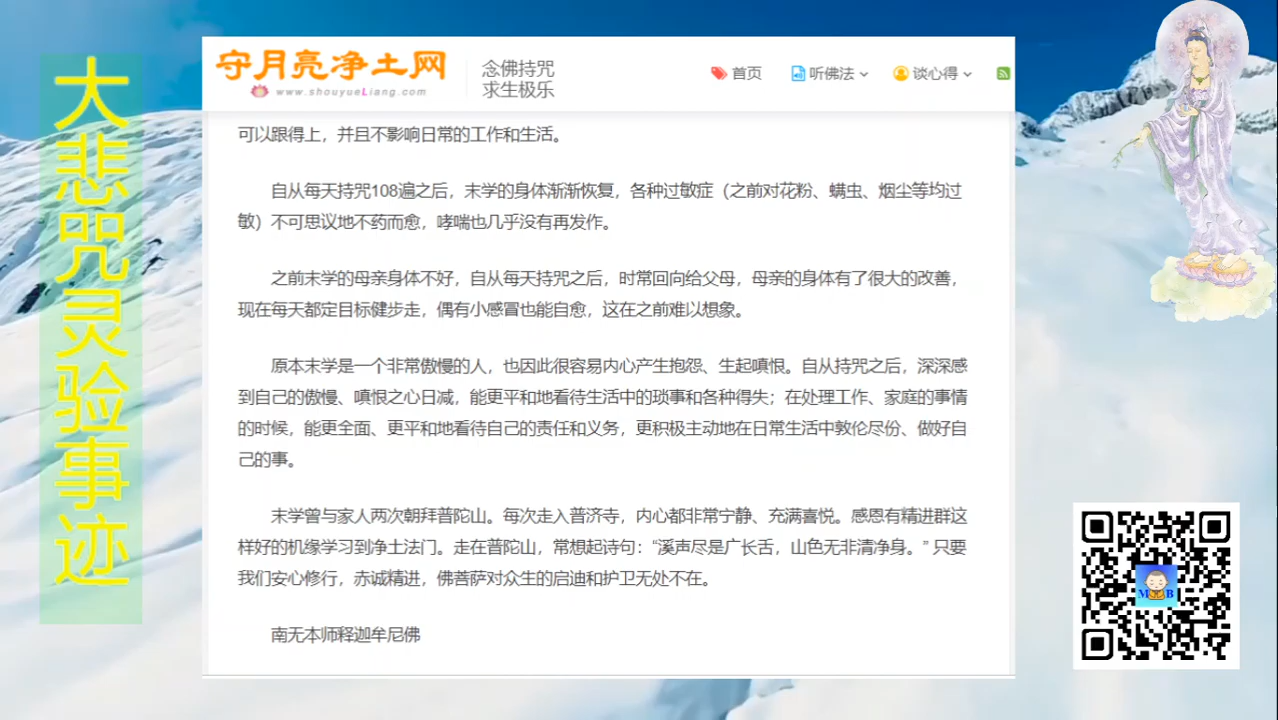 大悲咒灵验事迹
守月亮净土网
www.shouyueLiang.com
念佛持咒
求生极乐
首页
听佛法
谈心得
可以跟得上，并且不影响日常的工作和生活。
自从每天持咒108遍之后，末学的身体渐渐恢复，各种过敏症（之前对花粉、螨虫、烟尘等均过
敏）不可思议地不药而愈，哮喘也几乎没有再发作。
之前末学的母亲身体不好，自从每天持咒之后，时常回向给父母，母亲的身体有了很大的改善，
现在每天都定目标健步走，偶有小感冒也能自愈，这在之前难以想象。
原本末学是一个非常傲慢的人，也因此很容易内心产生抱怨、生起嗔恨。自从持咒之后，深深感
到自己的傲慢、嗔恨之心日减，能更平和地看待生活中的琐事和各种得失；在处理工作、家庭的事情
的时候，能更全面、更平和地看待自己的责任和义务，更积极主动地在日常生活中敦伦尽份、做好自
己的事。
末学曾与家人两次朝拜普陀山。每次走入普济寺，内心都非常宁静、充满喜悦。感恩有精进群这
样好的机缘学习到净土法门。走在普陀山，常想起诗句：“溪声尽是广长舌，山色无非清净身。” 只要
我们安心修行，赤诚精进，佛菩萨对众生的启迪和护卫无处不在。
南无本师释迦牟尼佛
M B